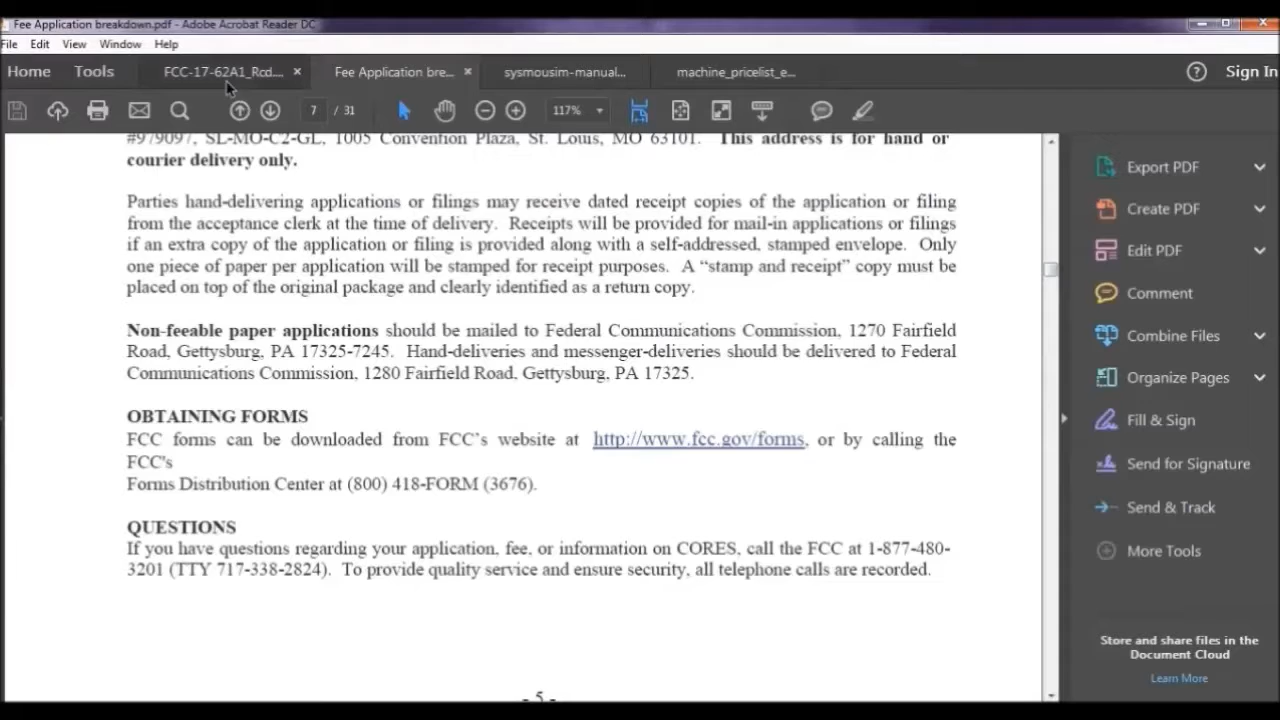 Fee Application breakdown.pdf - Adobe Acrobat Reader DC
File Edit View Window Help
Home Tools FCC-17-62A1_Rcd.... × Fee Application bre... × sysmousim-manual... machine_pricelist_e... Sign In
7 / 31 117%
#979097, SL-MO-C2-GL, 1005 Convention Plaza, St. Louis, MO 63101. This address is for hand or
courier delivery only.
Parties hand-delivering applications or filings may receive dated receipt copies of the application or filing
from the acceptance clerk at the time of delivery. Receipts will be provided for mail-in applications or filings
if an extra copy of the application or filing is provided along with a self-addressed, stamped envelope. Only
one piece of paper per application will be stamped for receipt purposes. A “stamp and receipt” copy must be
placed on top of the original package and clearly identified as a return copy.
Non-feeable paper applications should be mailed to Federal Communications Commission, 1270 Fairfield
Road, Gettysburg, PA 17325-7245. Hand-deliveries and messenger-deliveries should be delivered to Federal
Communications Commission, 1280 Fairfield Road, Gettysburg, PA 17325.
OBTAINING FORMS
FCC forms can be downloaded from FCC’s website at http://www.fcc.gov/forms, or by calling the
FCC's
Forms Distribution Center at (800) 418-FORM (3676).
QUESTIONS
If you have questions regarding your application, fee, or information on CORES, call the FCC at 1-877-480-
3201 (TTY 717-338-2824). To provide quality service and ensure security, all telephone calls are recorded.
- 5 -
Export PDF
Create PDF
Edit PDF
Comment
Combine Files
Organize Pages
Fill & Sign
Send for Signature
Send & Track
More Tools
Store and share files in the
Document Cloud
Learn More